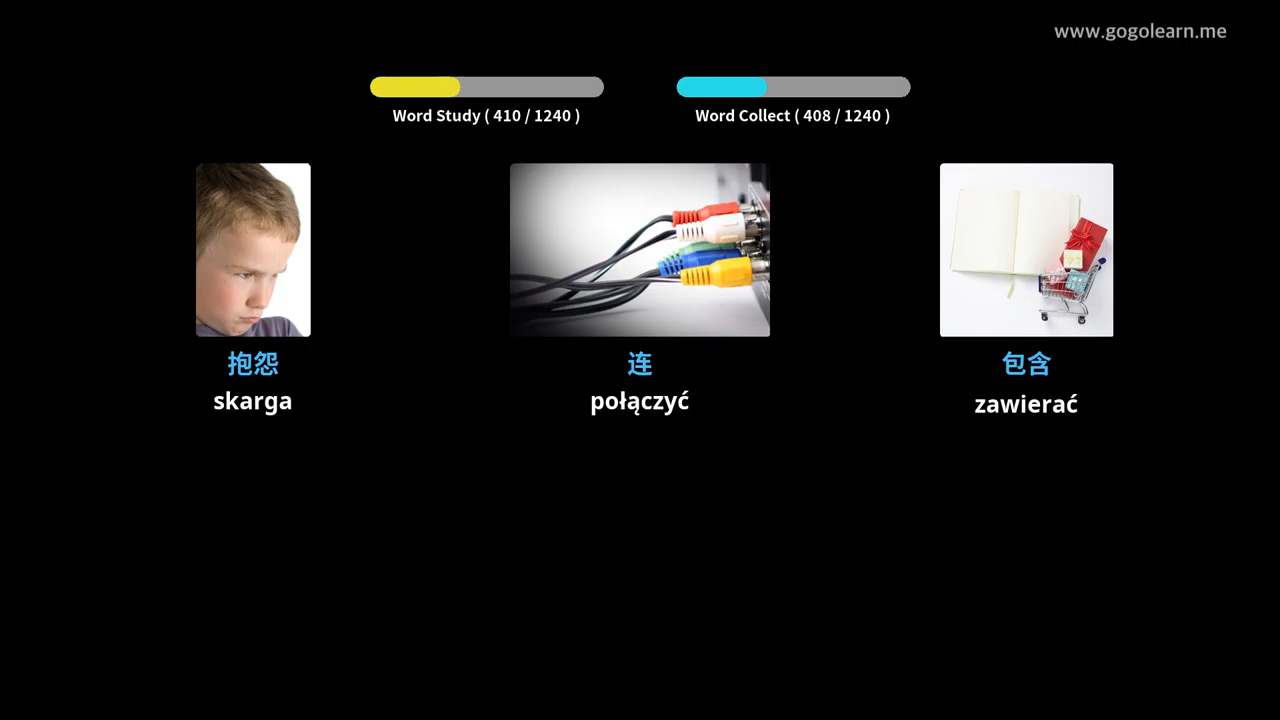 www.gogolearn.me
Word Study ( 410 / 1240 )
Word Collect ( 408 / 1240 )
抱怨
skarga
连
połączyć
包含
zawierać